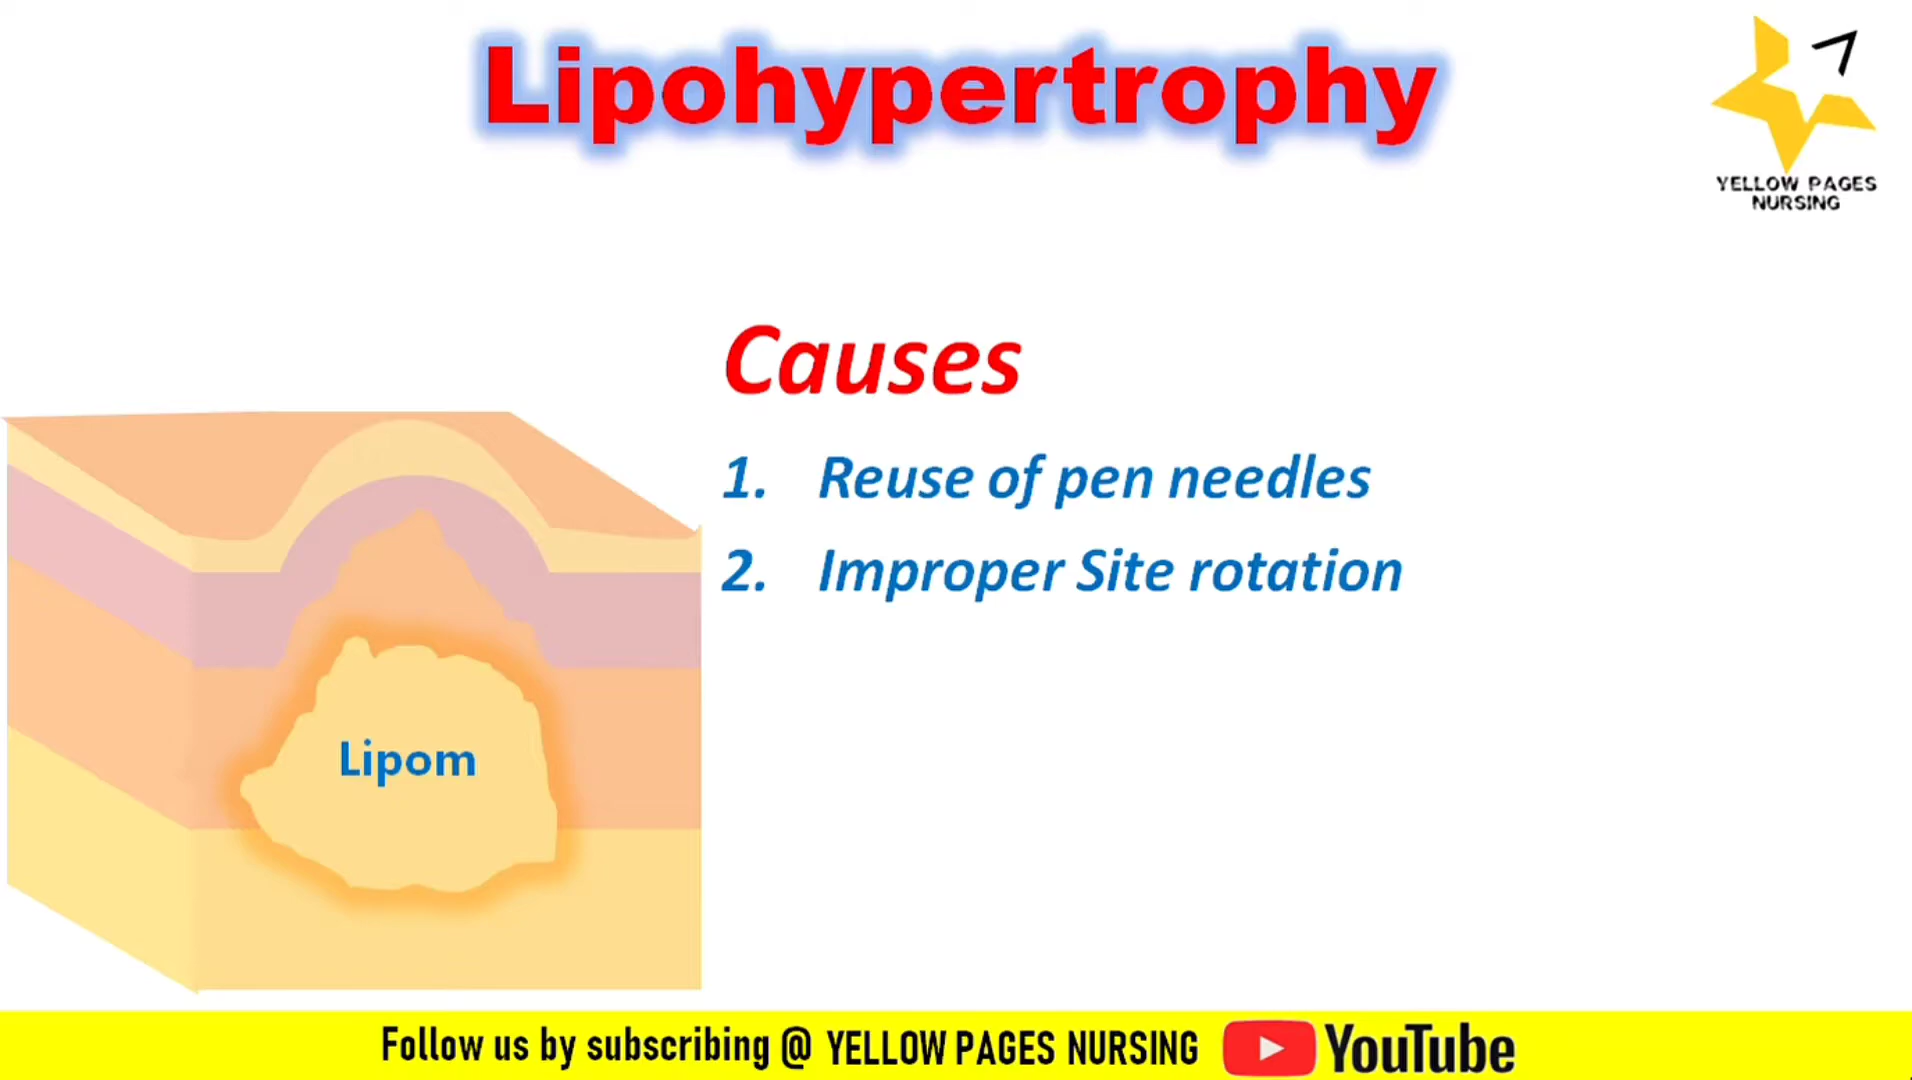 Lipohypertrophy
YELLOW PAGES
NURSING
Causes
1. Reuse of pen needles
2. Improper Site rotation
Lipom
Follow us by subscribing @ YELLOW PAGES NURSING YouTube